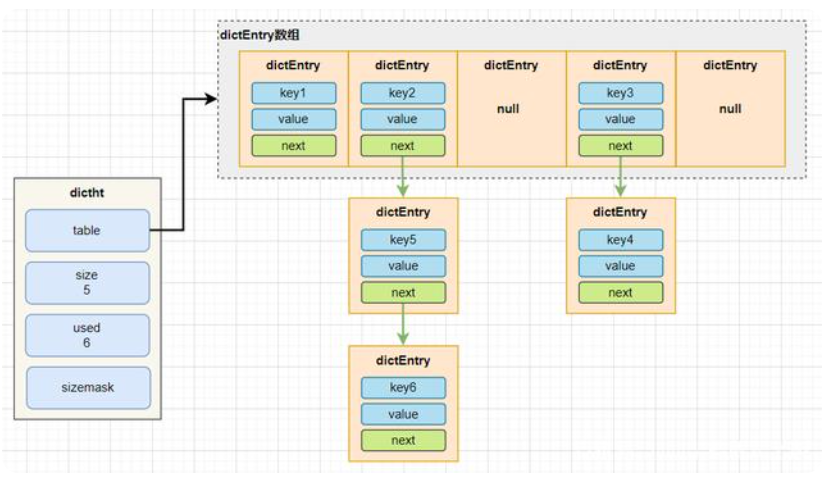 dictEntry数组
dictEntry
key1
value
next
dictEntry
key2
value
next
dictEntry
null
dictEntry
key3
value
next
dictEntry
null
dictht
table
size
5
used
6
sizemask
dictEntry
key5
value
next
dictEntry
key4
value
next
dictEntry
key6
value
next